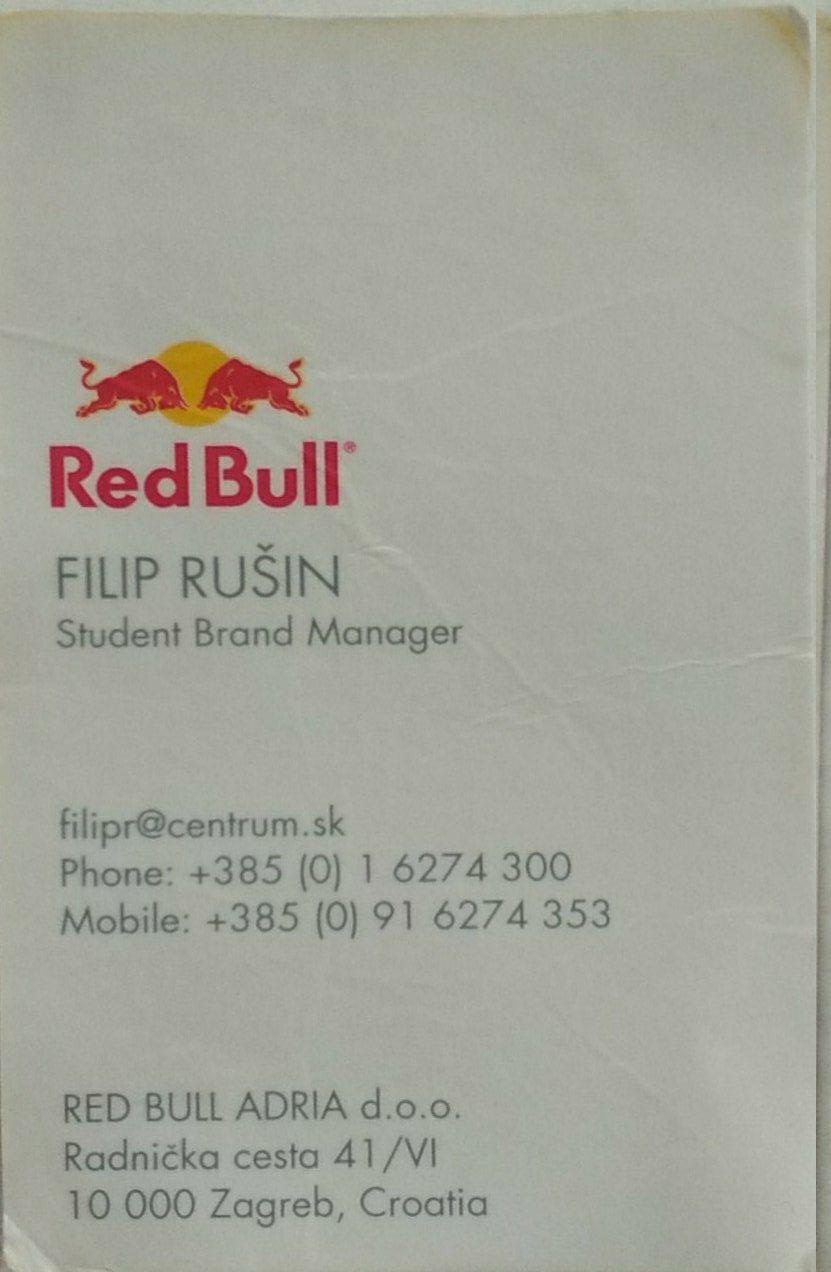 Red Bull®
FILIP RUŠIN
Student Brand Manager
filipr@centrum.sk
Phone: +385 (0) 1 6274 300
Mobile: +385 (0) 91 6274 353
RED BULL ADRIA d.o.o.
Radnička cesta 41/VI
10 000 Zagreb, Croatia